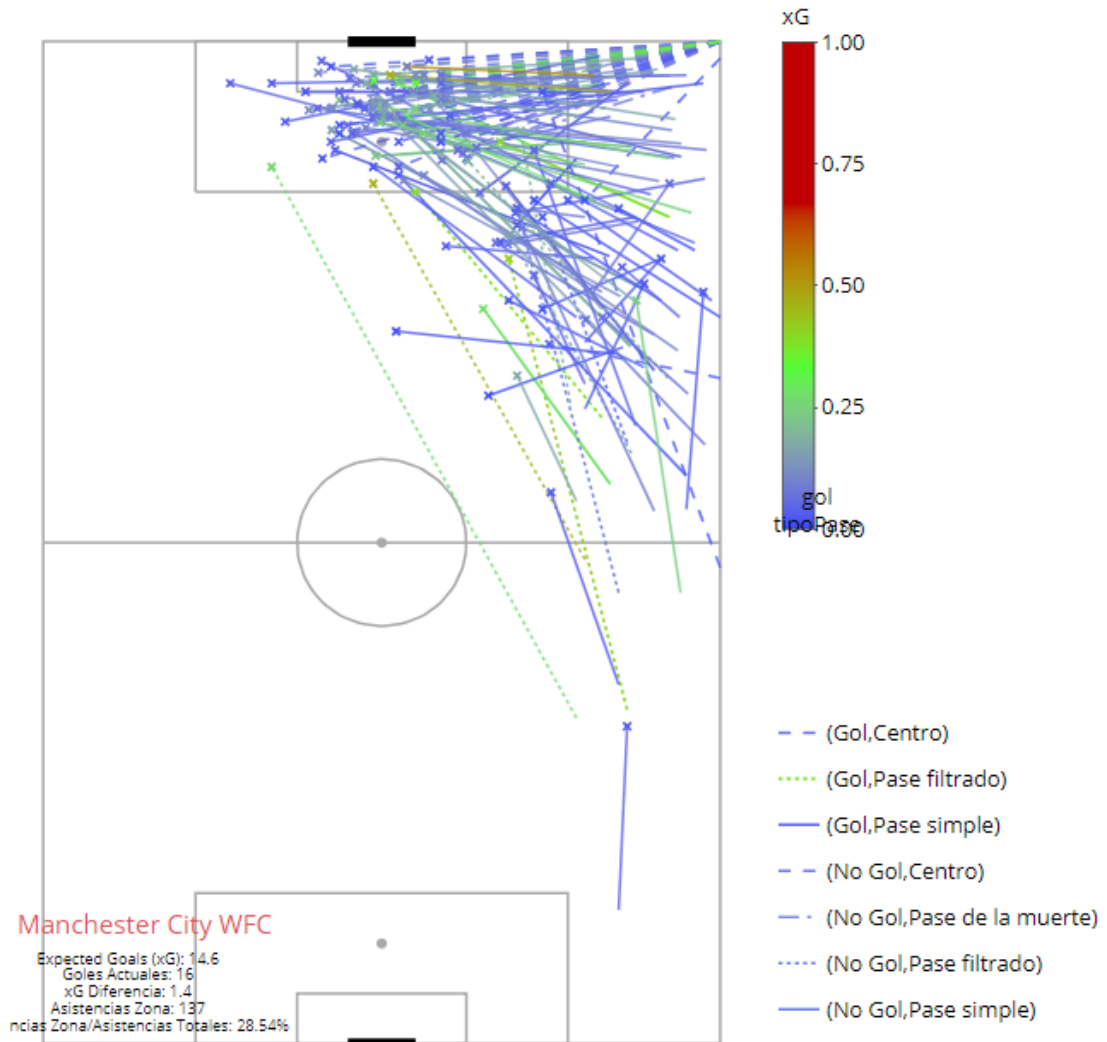 xG
1.00
0.75
0.50
0.25
gol
tipoPase
0.00
(Gol,Centro)
(Gol,Pase filtrado)
(Gol,Pase simple)
(No Gol,Centro)
(No Gol,Pase de la muerte)
(No Gol,Pase filtrado)
(No Gol,Pase simple)
Manchester City WFC
Expected Goals (xG): 14.6
Goles Actuales: 16
xG Diferencia: 1.4
Asistencias Zona: 137
ncias Zona/Asistencias Totales: 28.54%